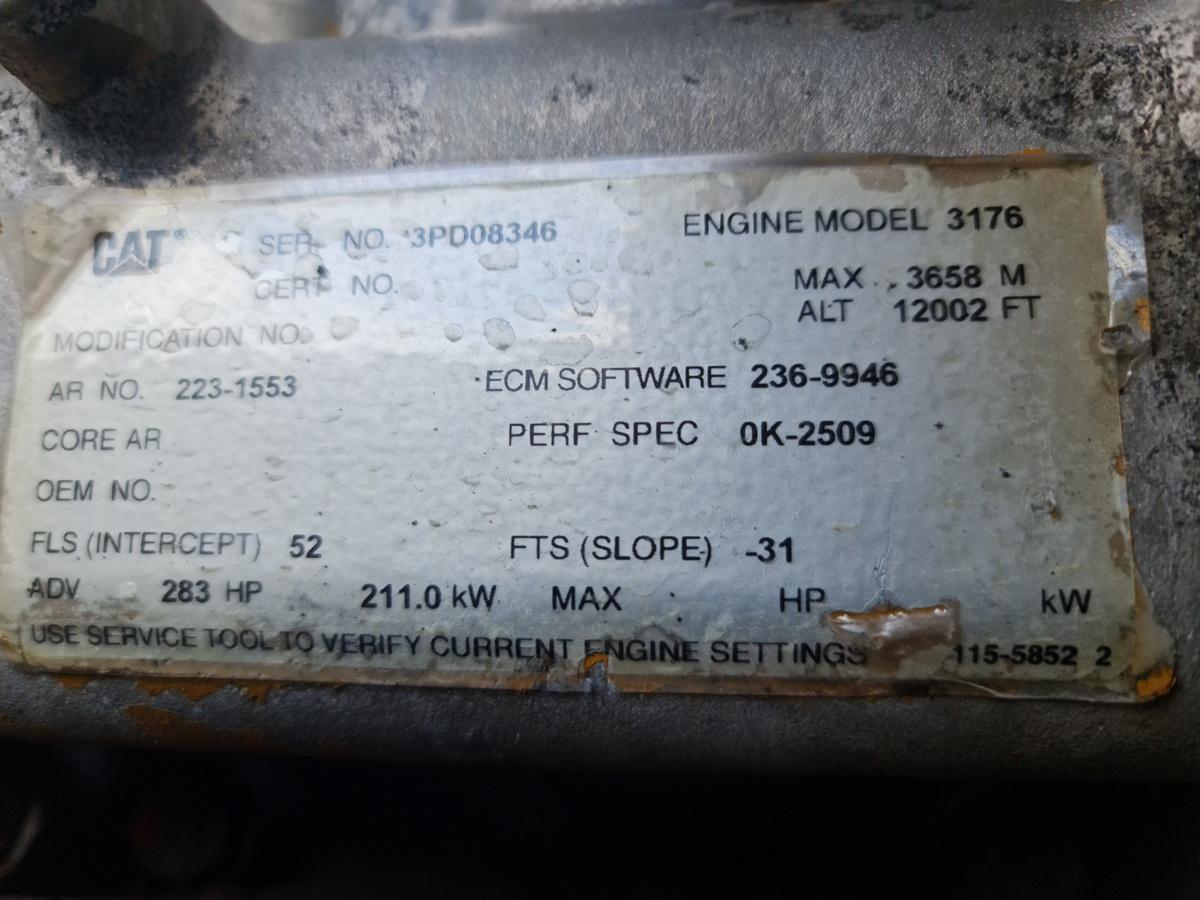 CAT® SER. NO. 3PD08346 ENGINE MODEL 3176
CERT NO. MAX 3658 M
ALT 12002 FT
MODIFICATION NO.
AR NO. 223-1553 ECM SOFTWARE 236-9946
CORE AR PERF SPEC 0K-2509
OEM NO.
FLS (INTERCEPT) 52 FTS (SLOPE) -31
ADV 283 HP 211.0 kW MAX HP kW
USE SERVICE TOOL TO VERIFY CURRENT ENGINE SETTINGS 115-5852 2